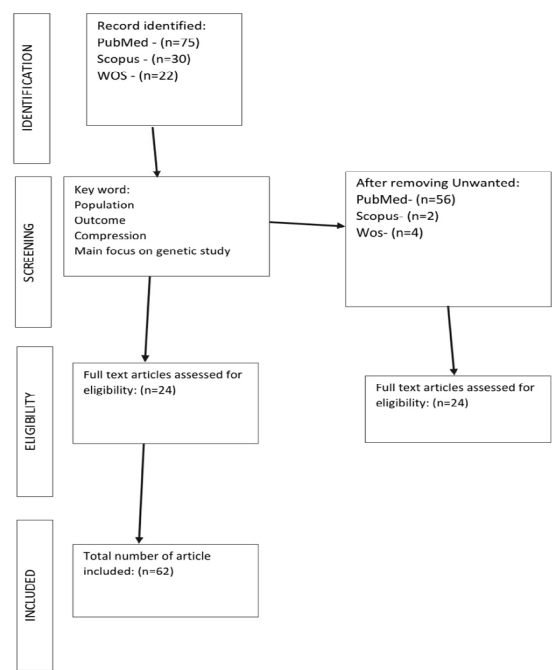 IDENTIFICATION
Record identified:
PubMed - (n=75)
Scopus - (n=30)
WOS - (n=22)
SCREENING
Key word:
Population
Outcome
Compression
Main focus on genetic study
After removing Unwanted:
PubMed- (n=56)
Scopus- (n=2)
Wos- (n=4)
ELIGIBILITY
Full text articles assessed for
eligibility: (n=24)
Full text articles assessed for
eligibility: (n=24)
INCLUDED
Total number of article
included: (n=62)